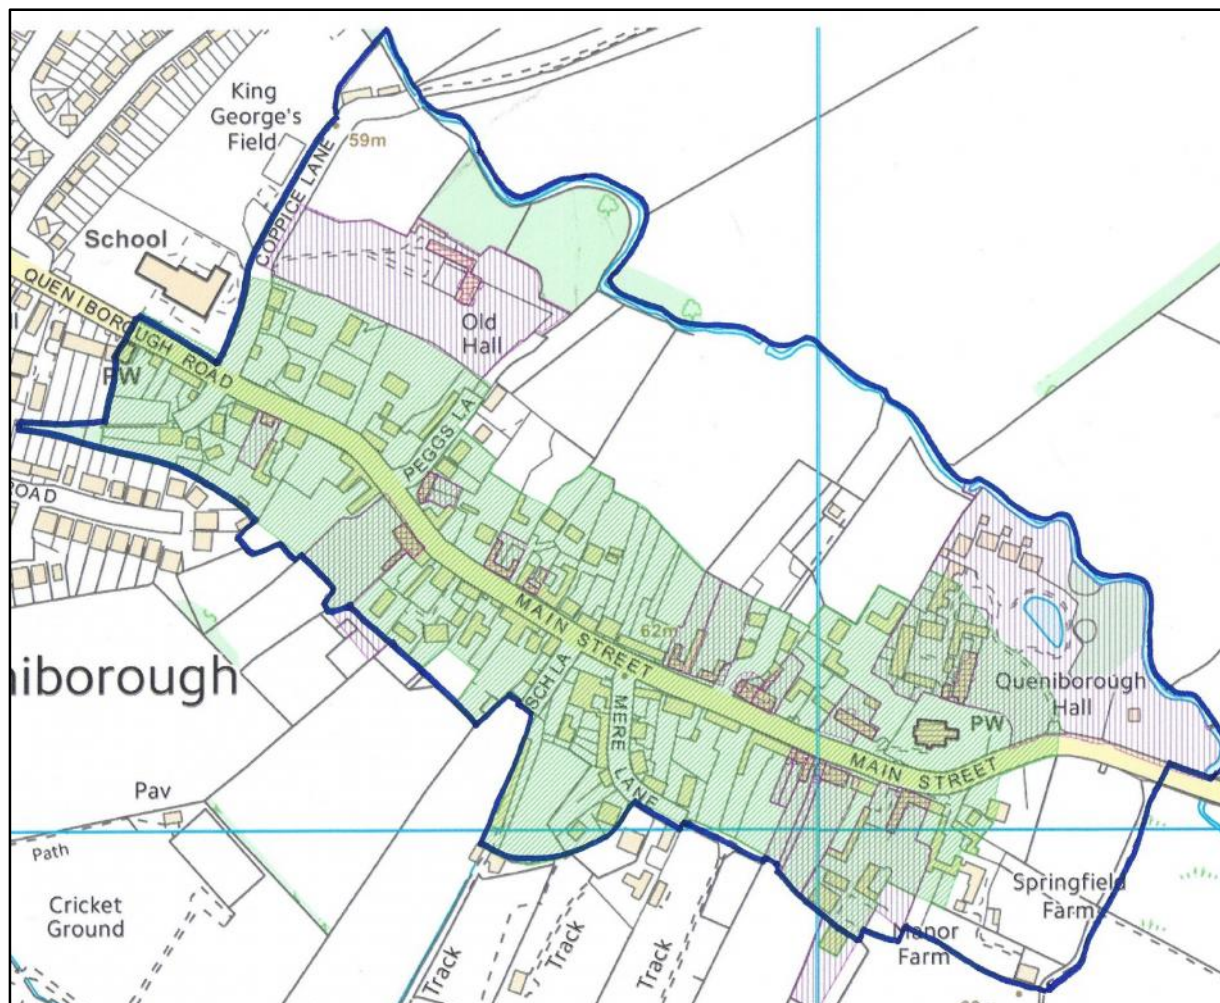 King
George's
Field
59m
COPPICE LANE
School
QUENIBOROUGH ROAD
PW
Old
Hall
PEGGS LA
ROAD
MAIN STREET
62m
niborough
SCH LA
MERE LANE
Queniborough
Hall
PW
MAIN STREET
Pav
Path
Cricket
Ground
Springfield
Farm
Manor
Farm
Track
Track
Track